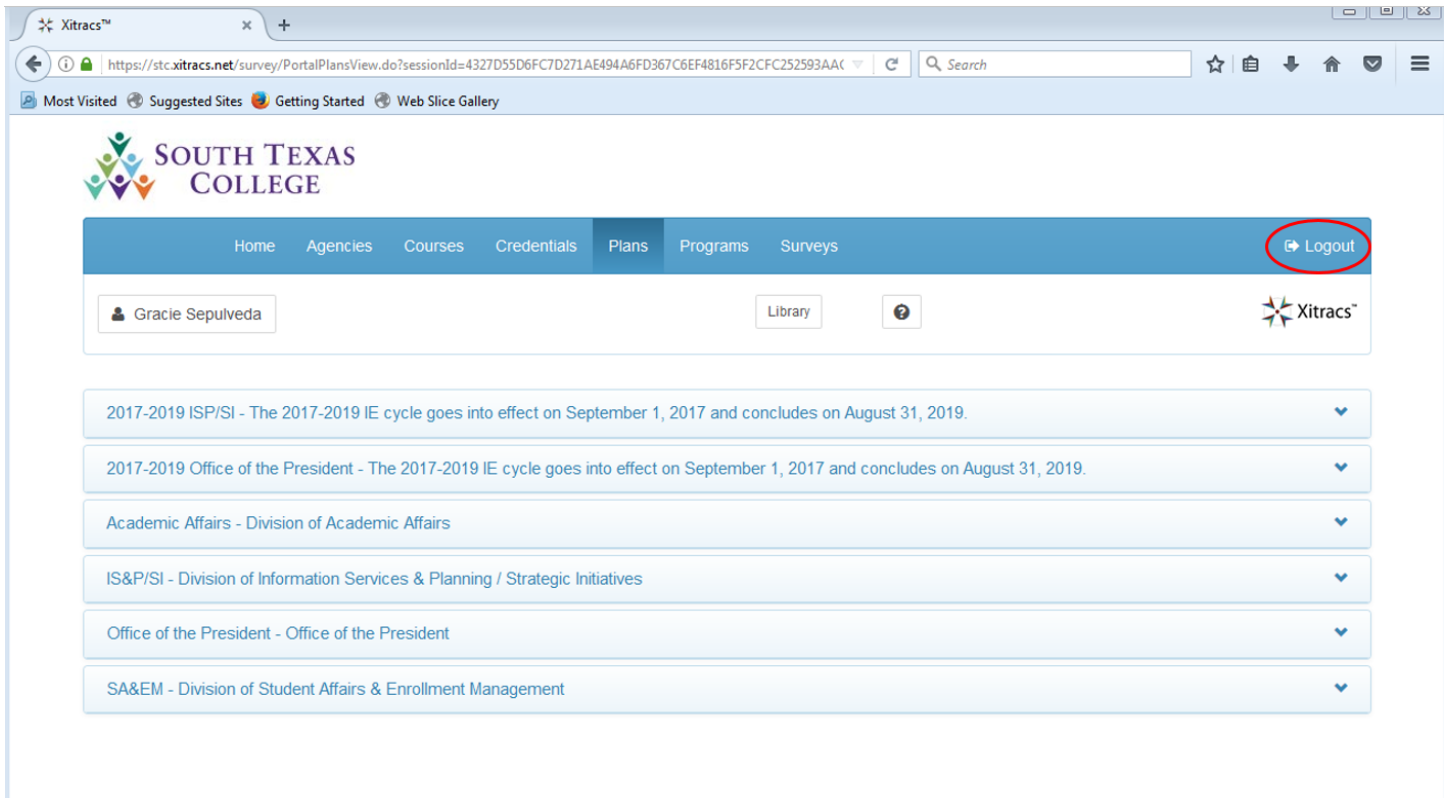 Xitracs™
https://stc.xitracs.net/survey/PortalPlansView.do?sessionId=4327D55D6FC7D271AE494A6FD367C6EF4816F5F2CFC252593AA(
Search
Most Visited Suggested Sites Getting Started Web Slice Gallery
SOUTH TEXAS
COLLEGE
Home Agencies Courses Credentials Plans Programs Surveys Logout
Gracie Sepulveda Library Xitracs™
2017-2019 ISP/SI - The 2017-2019 IE cycle goes into effect on September 1, 2017 and concludes on August 31, 2019.
2017-2019 Office of the President - The 2017-2019 IE cycle goes into effect on September 1, 2017 and concludes on August 31, 2019.
Academic Affairs - Division of Academic Affairs
IS&P/SI - Division of Information Services & Planning / Strategic Initiatives
Office of the President - Office of the President
SA&EM - Division of Student Affairs & Enrollment Management